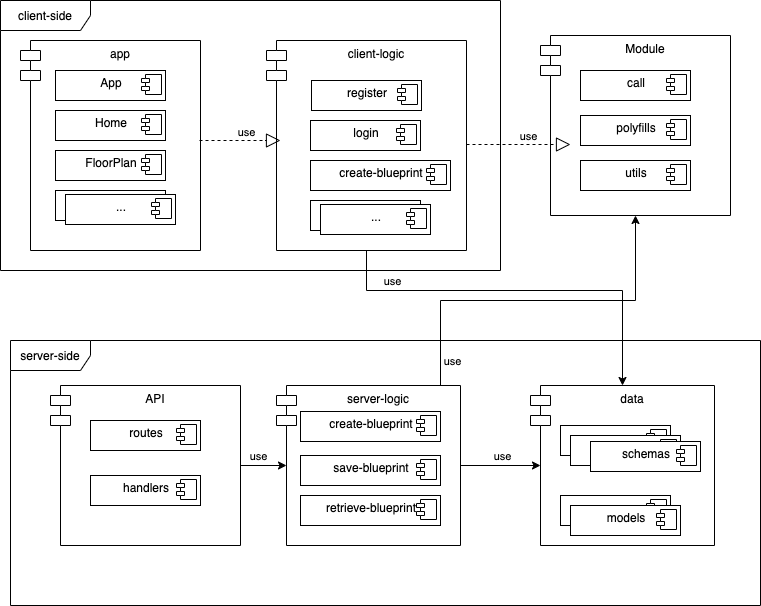 client-side
app
App
Home
FloorPlan
...
use
client-logic
register
login
create-blueprint
...
use
Module
call
polyfills
utils
use
use
server-side
API
routes
handlers
use
server-logic
create-blueprint
save-blueprint
retrieve-blueprint
use
data
schemas
models